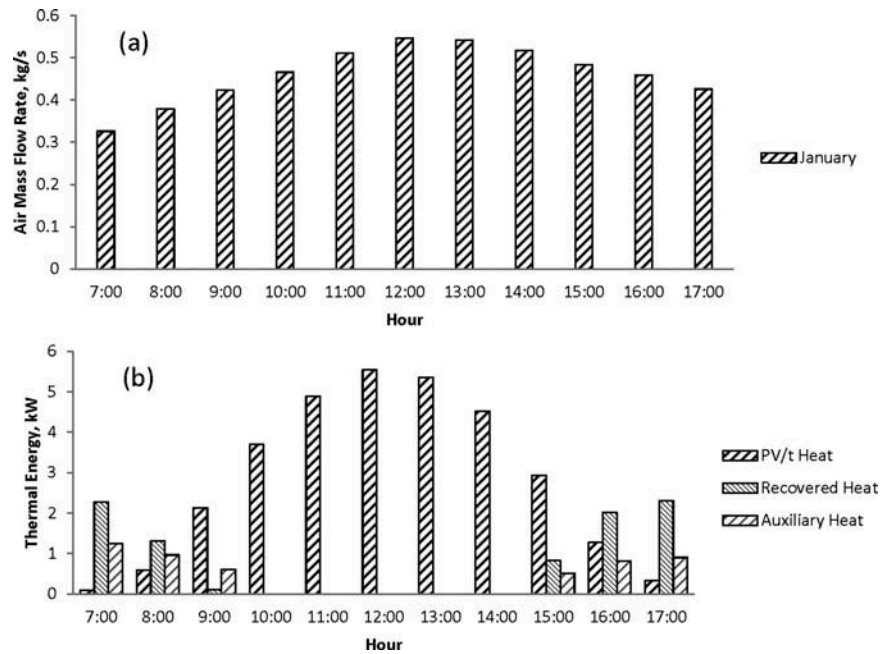 (a)
Air Mass Flow Rate, kg/s
0.6
0.5
0.4
0.3
0.2
0.1
0
7:00 8:00 9:00 10:00 11:00 12:00 13:00 14:00 15:00 16:00 17:00
Hour
January
(b)
Thermal Energy, kW
6
5
4
3
2
1
0
7:00 8:00 9:00 10:00 11:00 12:00 13:00 14:00 15:00 16:00 17:00
Hour
PV/t Heat
Recovered Heat
Auxiliary Heat